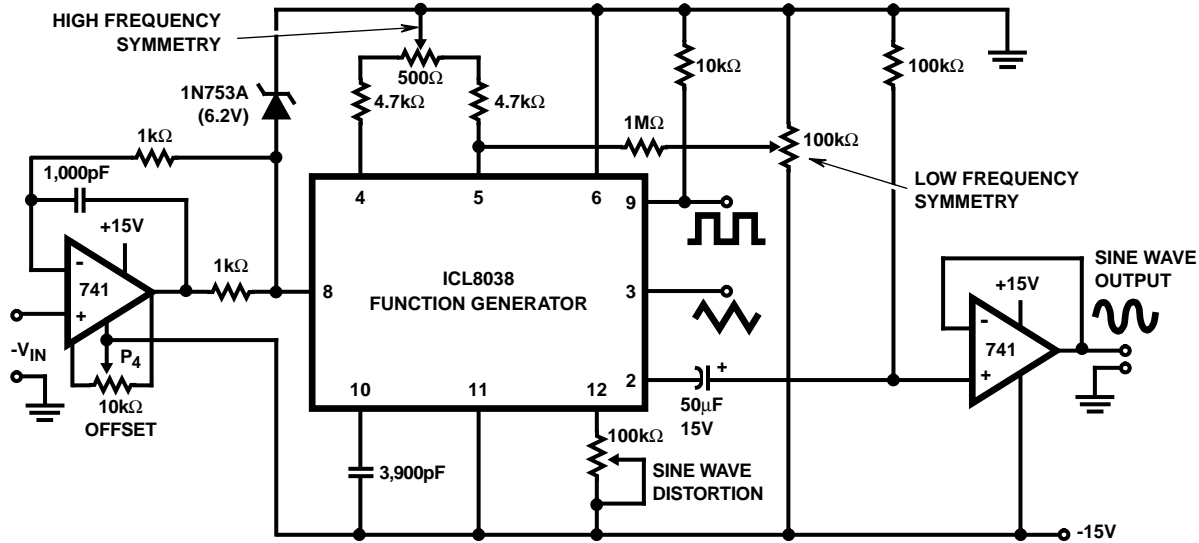 HIGH FREQUENCY
SYMMETRY
500Ω
10kΩ
100kΩ
1N753A
(6.2V)
4.7kΩ
4.7kΩ
1kΩ
1MΩ
100kΩ
1,000pF
LOW FREQUENCY
SYMMETRY
4
5
6
9
+15V
-
741
+
1kΩ
8
ICL8038
FUNCTION GENERATOR
3
SINE WAVE
OUTPUT
+15V
-
741
+
-VIN
P4
10kΩ
OFFSET
10
11
12
2
+
50μF
15V
100kΩ
3,900pF
SINE WAVE
DISTORTION
-15V